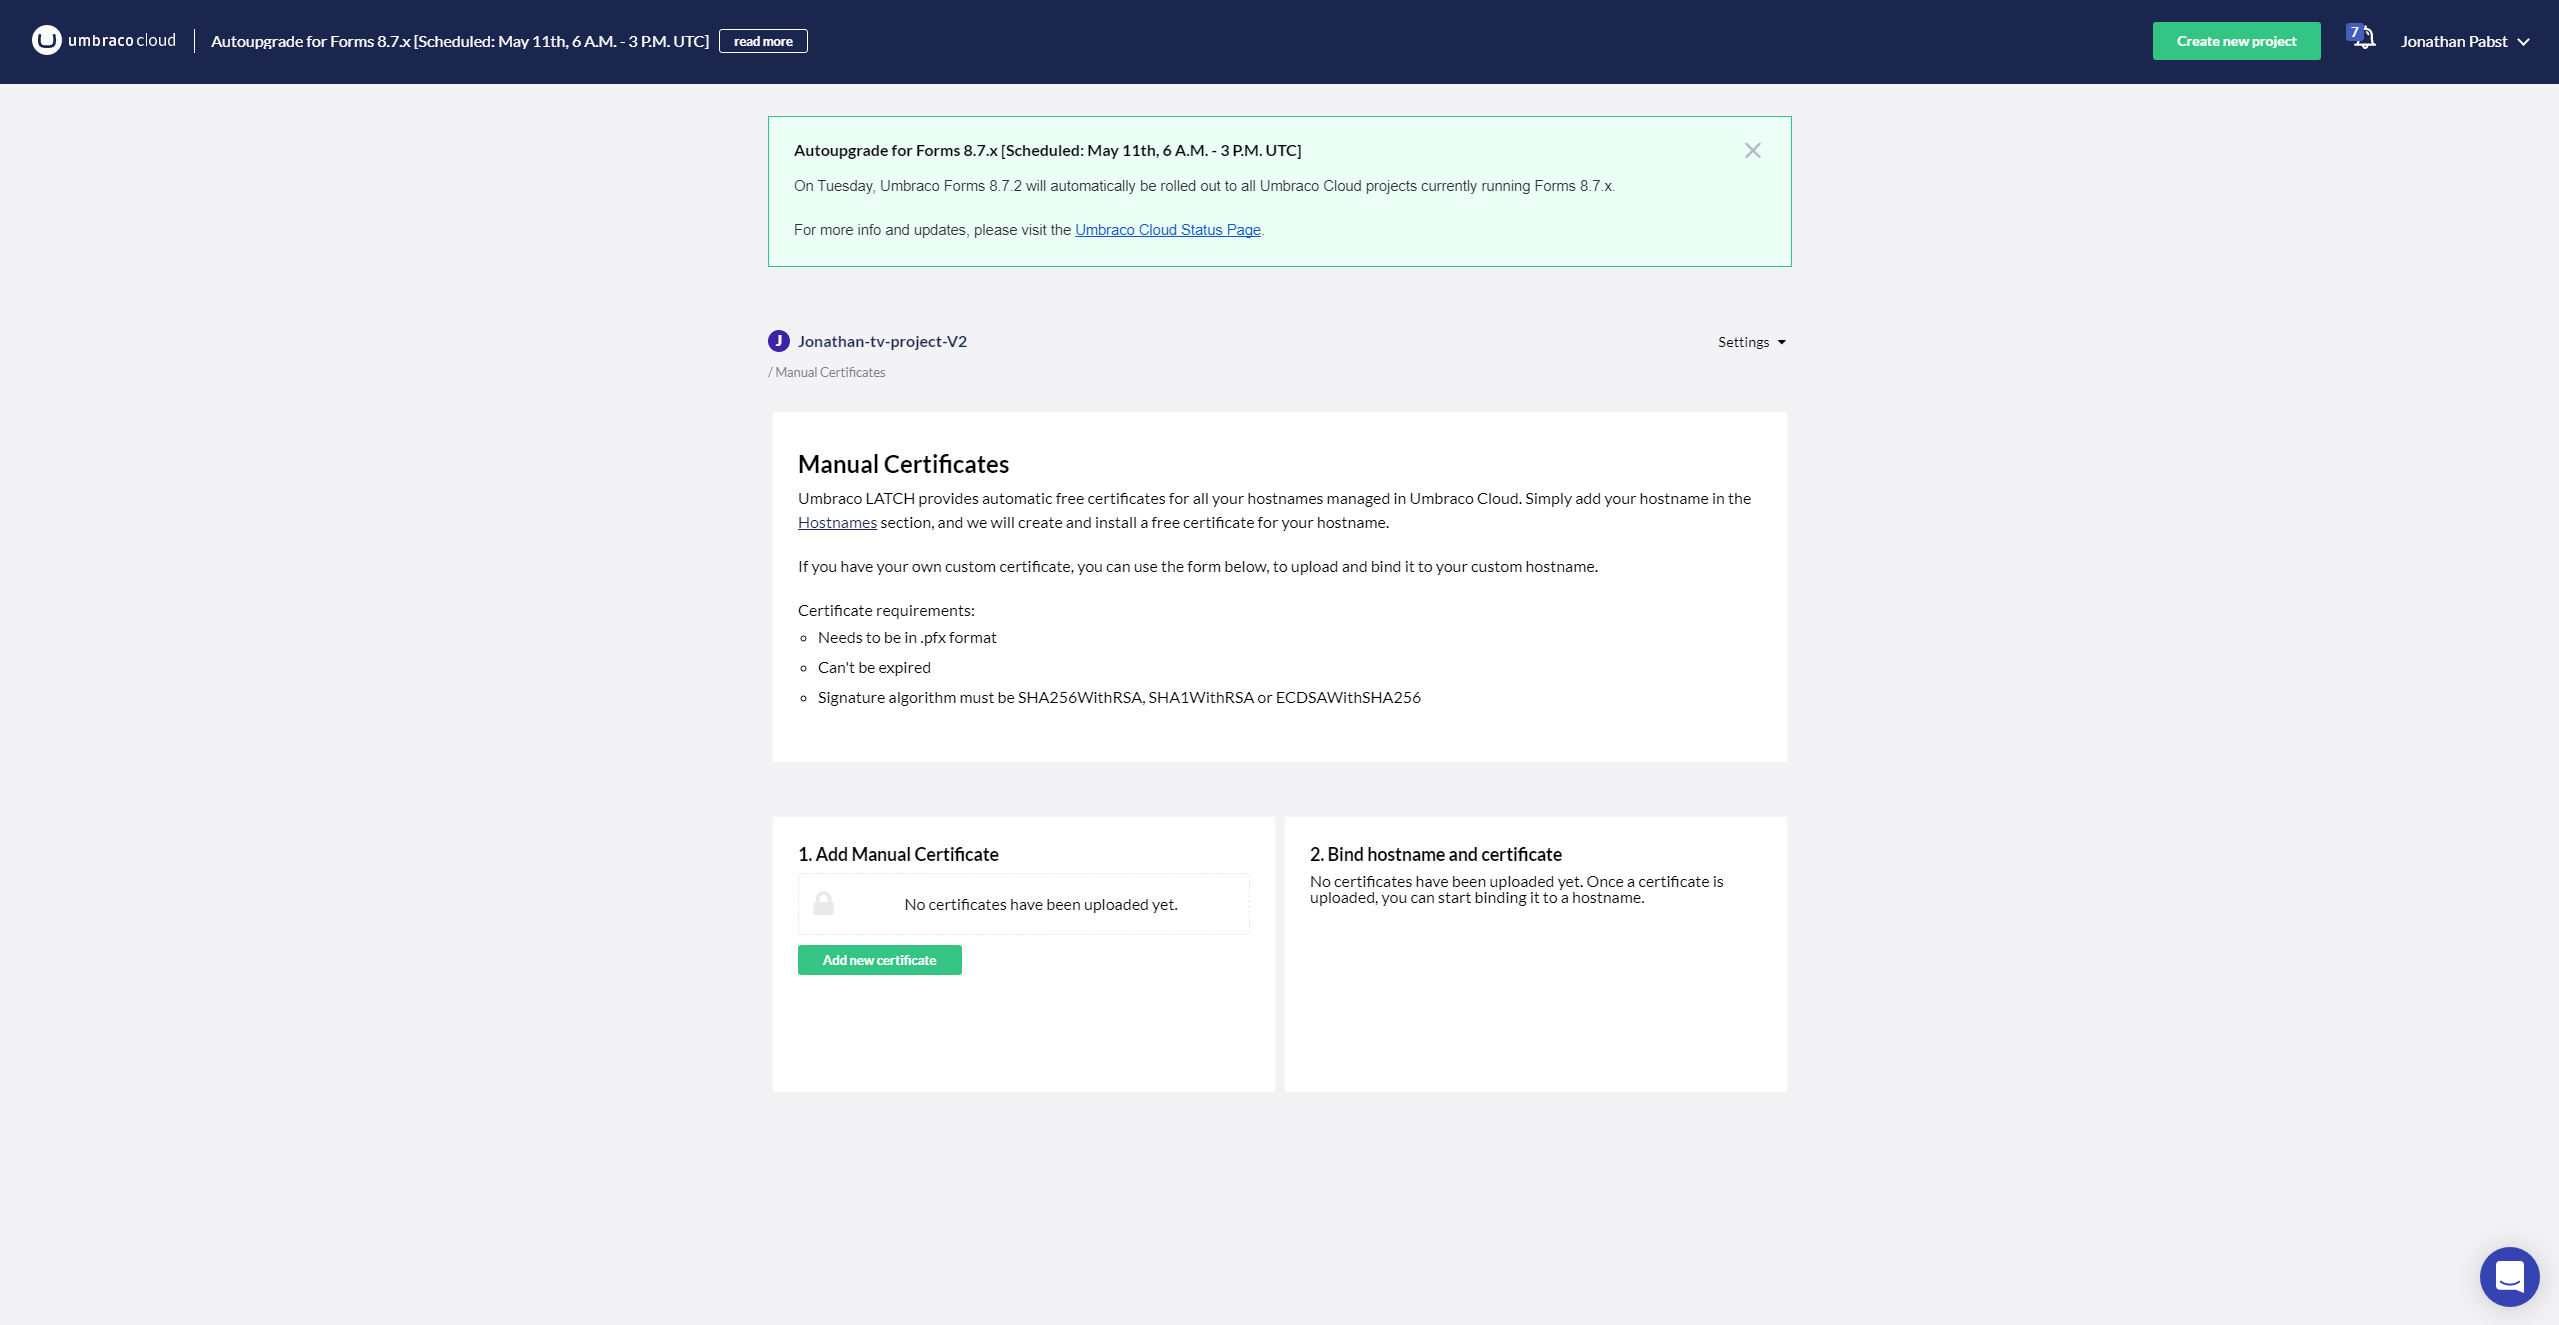 umbraco cloud
Autoupgrade for Forms 8.7.x [Scheduled: May 11th, 6 A.M. - 3 P.M. UTC]
read more
Create new project
7
Jonathan Pabst
Autoupgrade for Forms 8.7.x [Scheduled: May 11th, 6 A.M. - 3 P.M. UTC]
On Tuesday, Umbraco Forms 8.7.2 will automatically be rolled out to all Umbraco Cloud projects currently running Forms 8.7.x.
For more info and updates, please visit the Umbraco Cloud Status Page.
J Jonathan-tv-project-V2
Settings
/ Manual Certificates
Manual Certificates
Umbraco LATCH provides automatic free certificates for all your hostnames managed in Umbraco Cloud. Simply add your hostname in the
Hostnames section, and we will create and install a free certificate for your hostname.
If you have your own custom certificate, you can use the form below, to upload and bind it to your custom hostname.
Certificate requirements:
Needs to be in .pfx format
Can't be expired
Signature algorithm must be SHA256WithRSA, SHA1WithRSA or ECDSAWithSHA256
1. Add Manual Certificate
No certificates have been uploaded yet.
Add new certificate
2. Bind hostname and certificate
No certificates have been uploaded yet. Once a certificate is
uploaded, you can start binding it to a hostname.